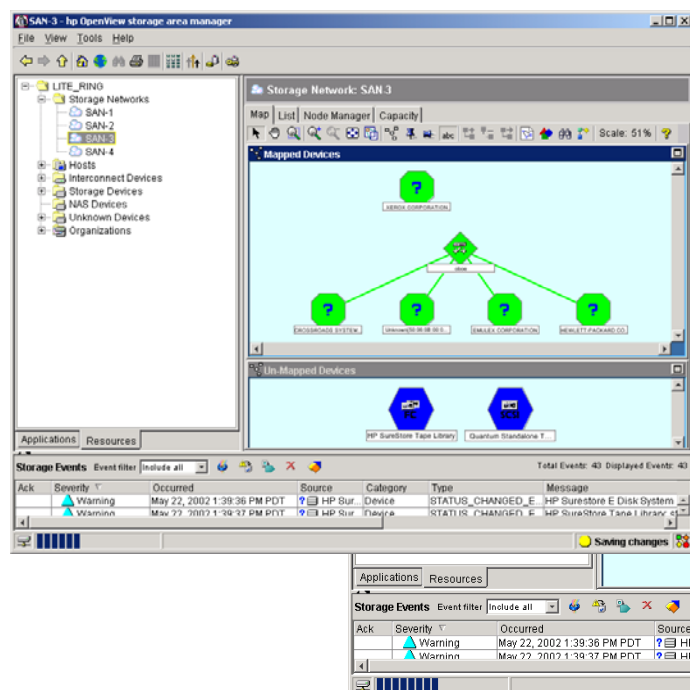 SAN-3 - hp OpenView storage area manager
File View Tools Help
LITE_RING
Storage Networks
SAN-1
SAN-2
SAN-3
SAN-4
Hosts
Interconnect Devices
Storage Devices
NAS Devices
Unknown Devices
Organizations
Applications Resources
Storage Network: SAN-3
Map List Node Manager Capacity
abc Scale: 51%
Mapped Devices
XEROX CORPORATION
CROSSROADS SYSTEM...
EMULEX CORPORATION
HEWLETT PACKARD CO...
Un-Mapped Devices
HP SureStore Tape Library
Quantum Standalone T...
Storage Events Event filter Include all Total Events: 43 Displayed Events: 43
Ack Severity Occurred Source Category Type Message
Warning May 22, 2002 1:39:36 PM PDT HP Sur... Device STATUS_CHANGED_E... HP Surestore E Disk System
Warning May 22, 2002 1:39:37 PM PDT HP Sur... Device STATUS_CHANGED_E... HP SureStore Tape Library: st
Saving changes
Applications Resources
Storage Events Event filter Include all
Ack Severity Occurred Source
Warning May 22, 2002 1:39:36 PM PDT
Warning May 22, 2002 1:39:37 PM PDT